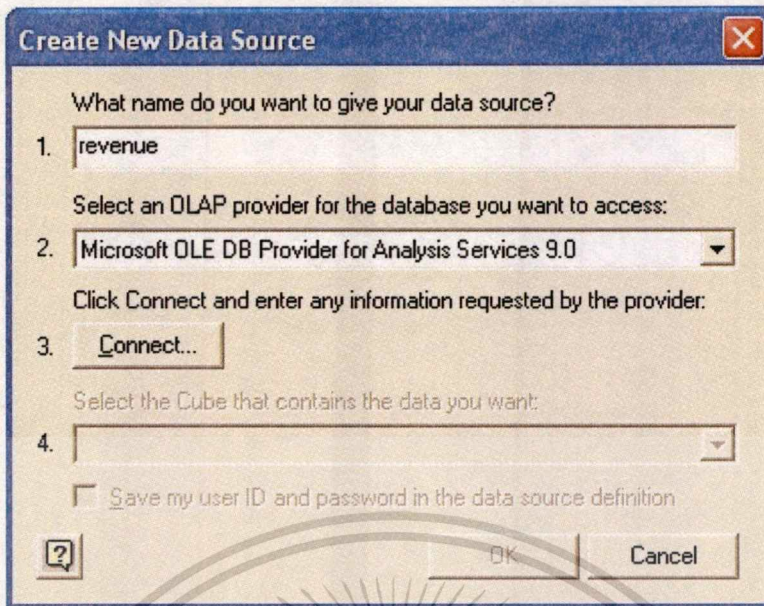 Create New Data Source
What name do you want to give your data source?
1. revenue
Select an OLAP provider for the database you want to access:
2. Microsoft OLE DB Provider for Analysis Services 9.0
Click Connect and enter any information requested by the provider:
3. Connect...
Select the Cube that contains the data you want:
4.
Save my user ID and password in the data source definition
? OK Cancel